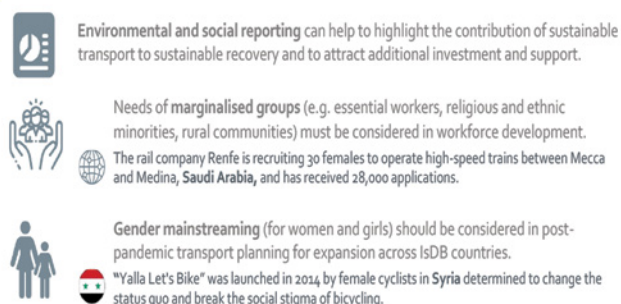 Environmental and social reporting can help to highlight the contribution of sustainable
transport to sustainable recovery and to attract additional investment and support.
Needs of marginalised groups (e.g. essential workers, religious and ethnic
minorities, rural communities) must be considered in workforce development.
The rail company Renfe is recruiting 30 females to operate high-speed trains between Mecca
and Medina, Saudi Arabia, and has received 28,000 applications.
Gender mainstreaming (for women and girls) should be considered in post-
pandemic transport planning for expansion across IsDB countries.
"Yalla Let's Bike" was launched in 2014 by female cyclists in Syria determined to change the
status quo and break the social stigma of bicycling.